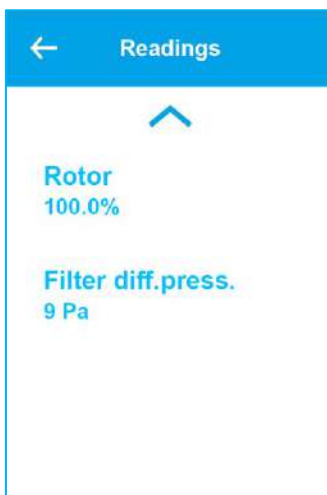 Readings
Rotor
100.0%
Filter diff.press.
9 Pa